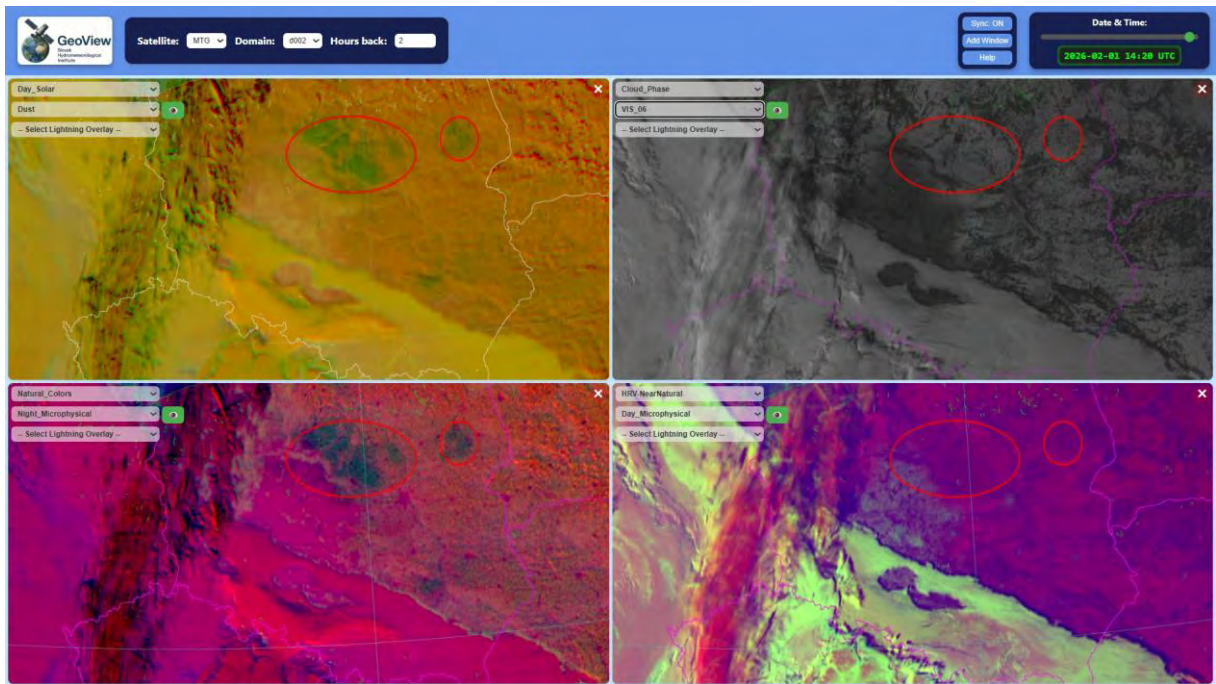 GeoView
Slovak
Hydrometeorological
Institute
Satellite: MTG Domain: d002 Hours back: 2
Sync: ON
Add Window
Help
Date & Time:
2026-02-01 14:20 UTC
Day_Solar
Dust
-- Select Lightning Overlay --
Cloud_Phase
VIS_06
-- Select Lightning Overlay --
Natural_Colors
Night_Microphysical
-- Select Lightning Overlay --
HRV-NearNatural
Day_Microphysical
-- Select Lightning Overlay --